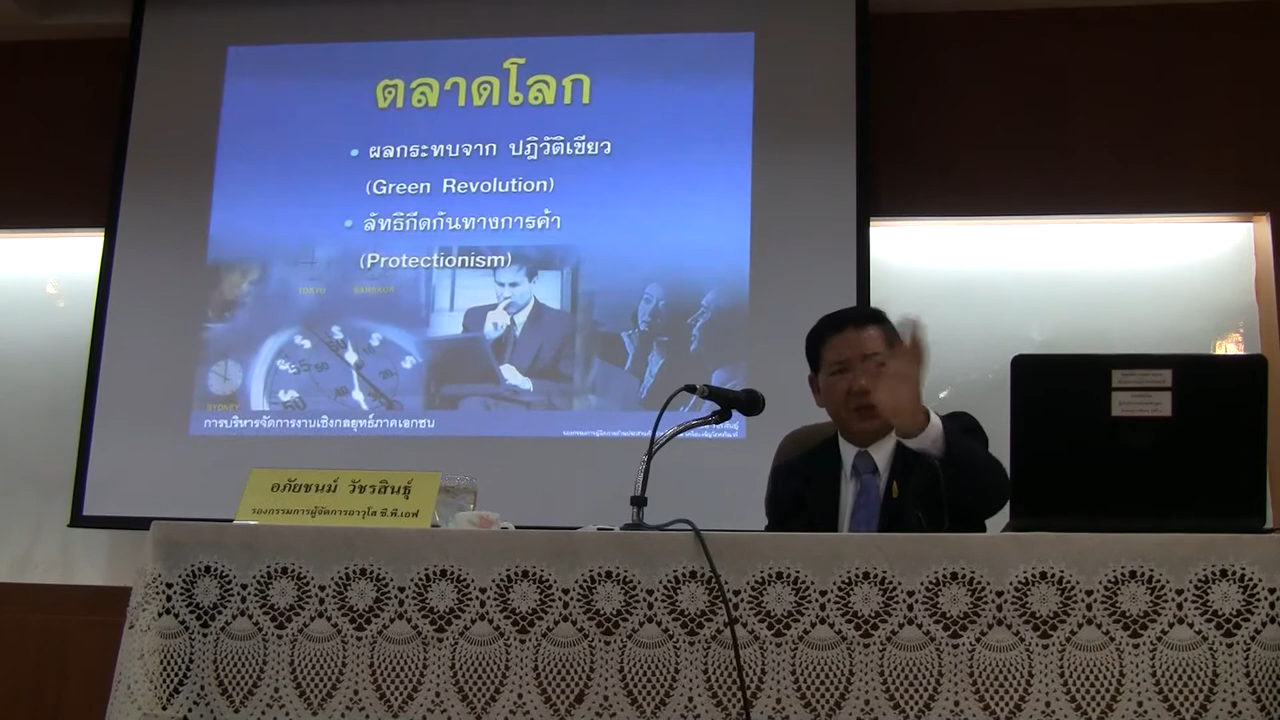 ตลาดโลก
• ผลกระทบจาก ปฎิวัติเขียว
(Green Revolution)
• ลัทธิกีดกันทางการค้า
(Protectionism)
TOKYO
BANGKOK
SYDNEY
การบริหารจัดการงานเชิงกลยุทธ์ภาคเอกชน
อภัยชนม์ วัชรสินธุ์
รองกรรมการผู้จัดการอาวุโส ซี.พี.เอฟ